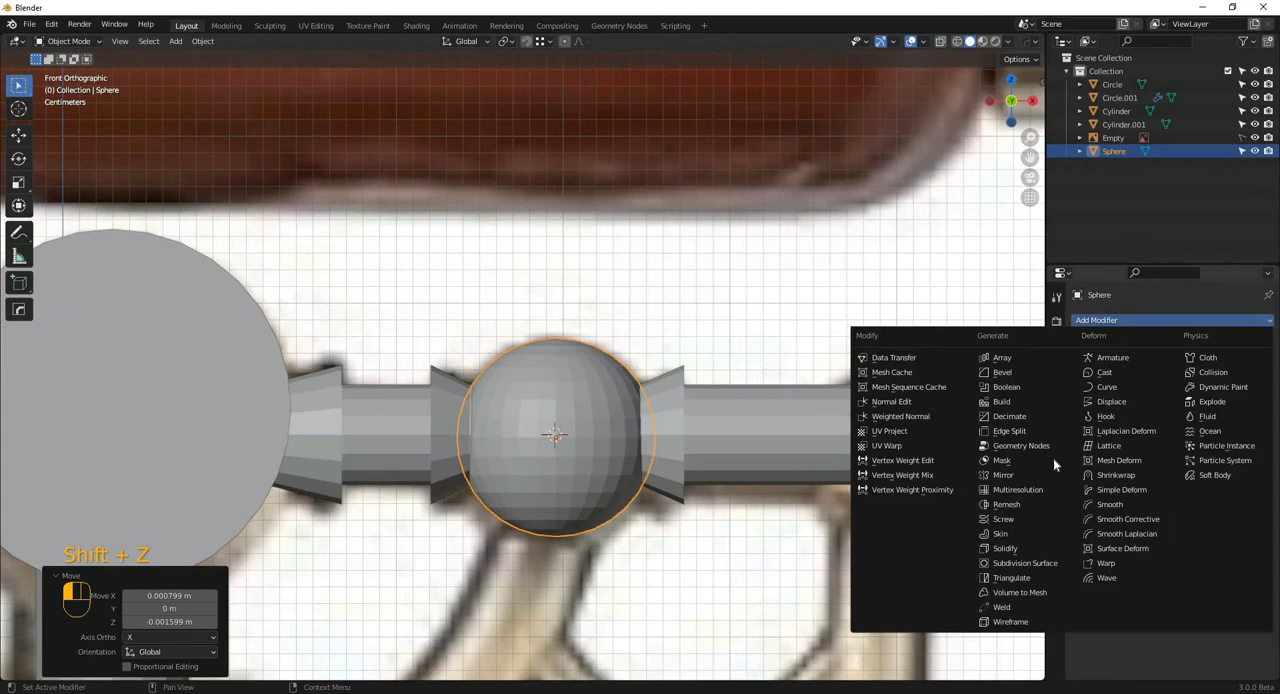 Blender
File Edit Render Window Help
Layout Modeling Sculpting UV Editing Texture Paint Shading Animation Rendering Compositing Geometry Nodes Scripting +
Scene
ViewLayer
Object Mode View Select Add Object
Global
Options
Front Orthographic
(0) Collection | Sphere
Centimeters
Z
X
-Y
Scene Collection
Collection
Circle
Circle.001
Cylinder
Cylinder.001
Empty
Sphere
Sphere
Add Modifier
Modify
Data Transfer
Mesh Cache
Mesh Sequence Cache
Normal Edit
Weighted Normal
UV Project
UV Warp
Vertex Weight Edit
Vertex Weight Mix
Vertex Weight Proximity
Generate
Array
Bevel
Boolean
Build
Decimate
Edge Split
Geometry Nodes
Mask
Mirror
Multiresolution
Remesh
Screw
Skin
Solidify
Subdivision Surface
Triangulate
Volume to Mesh
Weld
Wireframe
Deform
Armature
Cast
Curve
Displace
Hook
Laplacian Deform
Lattice
Mesh Deform
Shrinkwrap
Simple Deform
Smooth
Smooth Corrective
Smooth Laplacian
Surface Deform
Warp
Wave
Physics
Cloth
Collision
Dynamic Paint
Explode
Fluid
Ocean
Particle Instance
Particle System
Soft Body
Shift + Z
Move
Move X 0.000799 m
Y 0 m
Z -0.001599 m
Axis Ortho X
Orientation Global
Proportional Editing
Set Active Modifier Pan View Context Menu 3.0.0 Beta